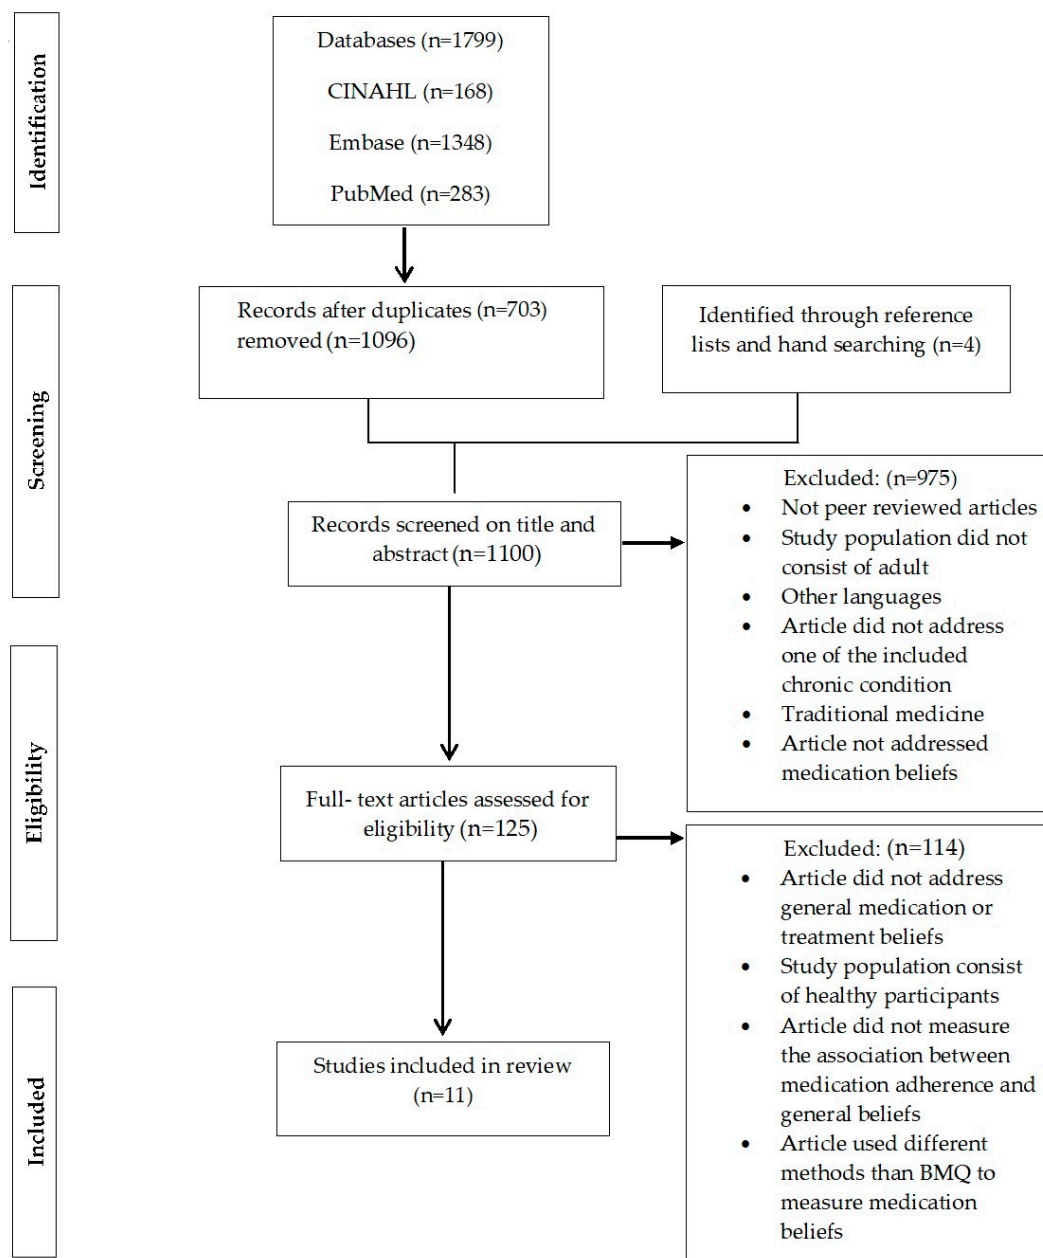 Identification
Databases (n=1799)
CINAHL (n=168)
Embase (n=1348)
PubMed (n=283)
Screening
Records after duplicates (n=703)
removed (n=1096)
Identified through reference
lists and hand searching (n=4)
Records screened on title and
abstract (n=1100)
Excluded: (n=975)
• Not peer reviewed articles
• Study population did not
consist of adult
• Other languages
• Article did not address
one of the included
chronic condition
• Traditional medicine
• Article not addressed
medication beliefs
Eligibility
Full- text articles assessed for
eligibility (n=125)
Excluded: (n=114)
• Article did not address
general medication or
treatment beliefs
• Study population consist
of healthy participants
• Article did not measure
the association between
medication adherence and
general beliefs
• Article used different
methods than BMQ to
measure medication
beliefs
Included
Studies included in review
(n=11)